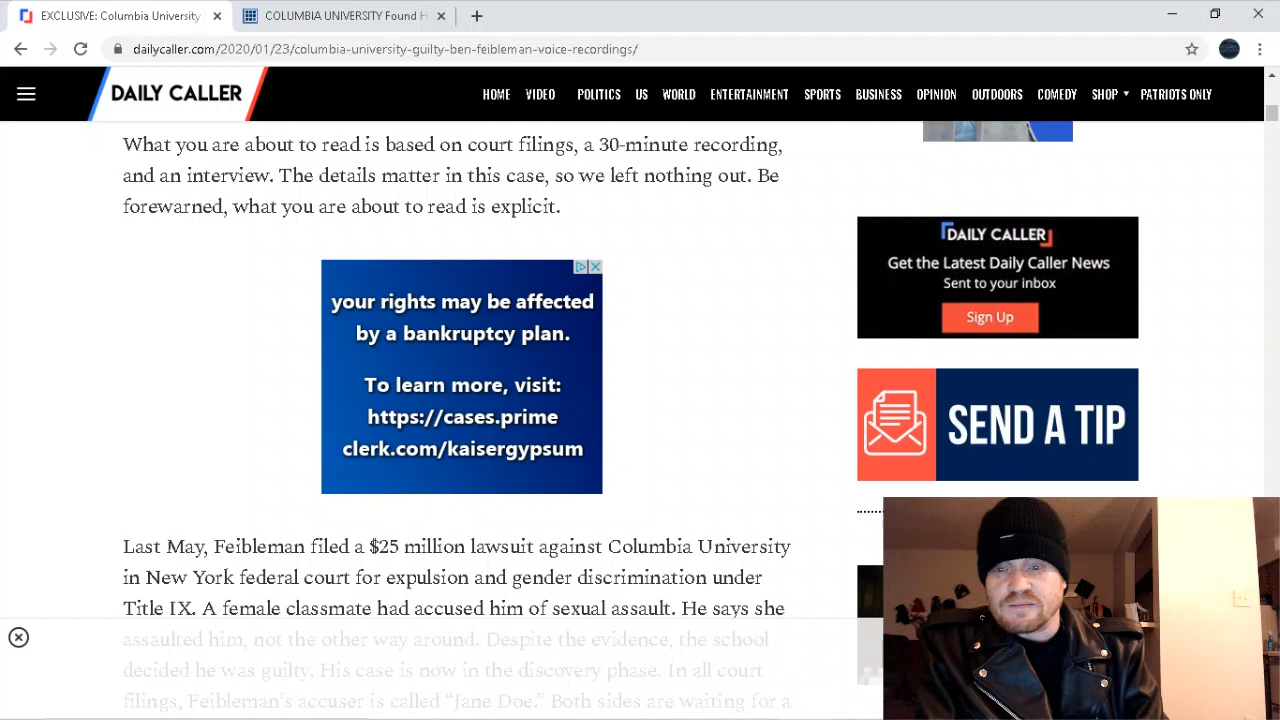 EXCLUSIVE: Columbia University
COLUMBIA UNIVERSITY Found H
dailycaller.com/2020/01/23/columbia-university-guilty-ben-feibleman-voice-recordings/
DAILY CALLER
HOME VIDEO POLITICS US WORLD ENTERTAINMENT SPORTS BUSINESS OPINION OUTDOORS COMEDY SHOP PATRIOTS ONLY
What you are about to read is based on court filings, a 30-minute recording,
and an interview. The details matter in this case, so we left nothing out. Be
forewarned, what you are about to read is explicit.
your rights may be affected
by a bankruptcy plan.
To learn more, visit:
https://cases.prime
clerk.com/kaisergypsum
DAILY CALLER
Get the Latest Daily Caller News
Sent to your inbox
Sign Up
SEND A TIP
Last May, Feibleman filed a $25 million lawsuit against Columbia University
in New York federal court for expulsion and gender discrimination under
Title IX. A female classmate had accused him of sexual assault. He says she
assaulted him, not the other way around. Despite the evidence, the school
decided he was guilty. His case is now in the discovery phase. In all court
filings, Feibleman's accuser is called “Jane Doe.” Both sides are waiting for a